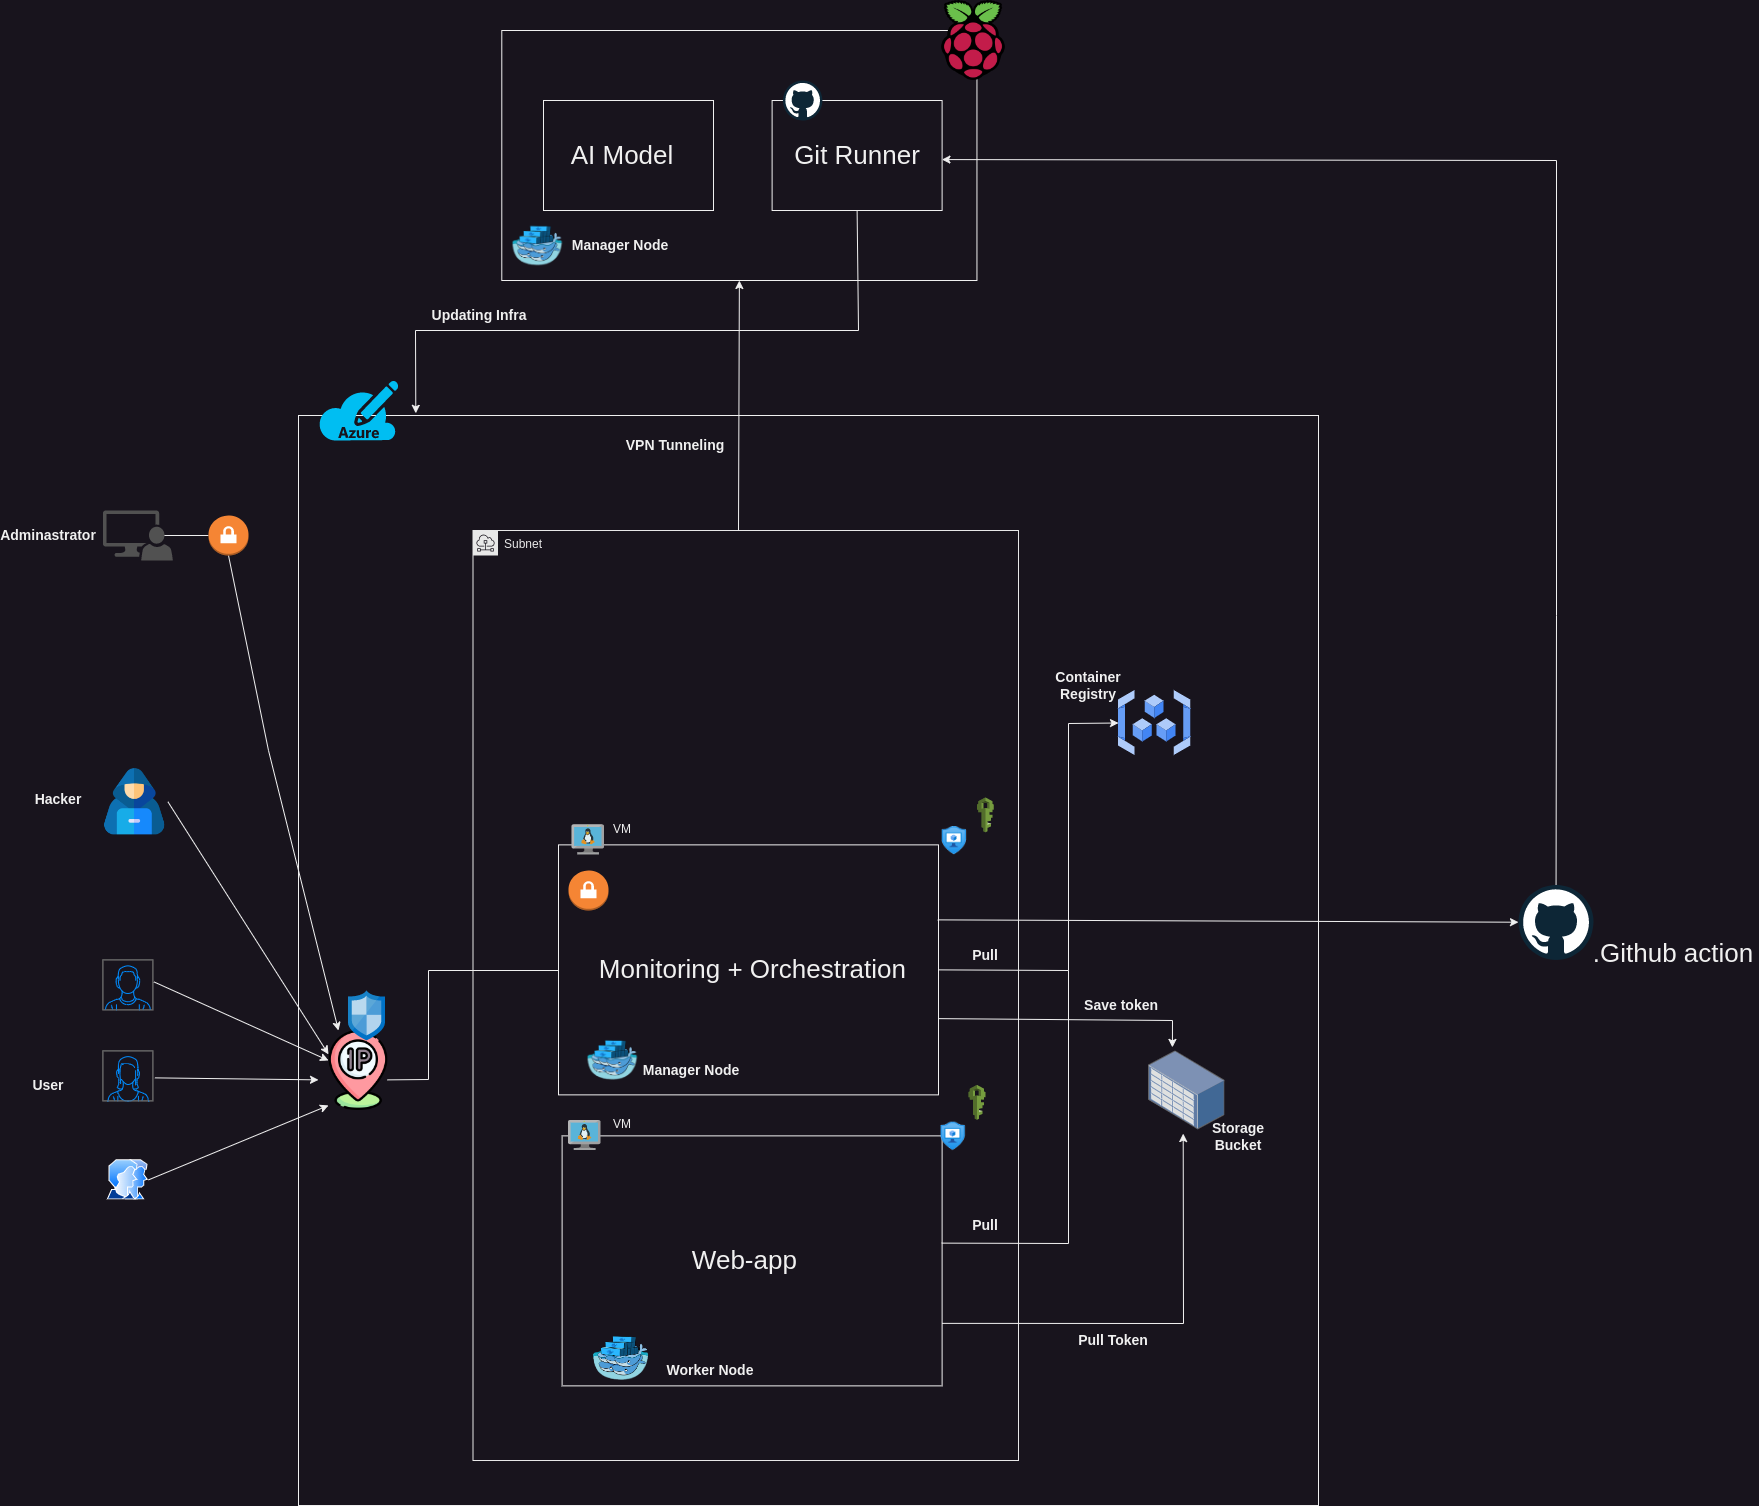 AI Model
Git Runner
Manager Node
Updating Infra
Azure
VPN Tunneling
Adminastrator
Subnet
Container
Registry
Hacker
VM
Monitoring + Orchestration
Pull
.Github action
Save token
IP
Manager Node
User
VM
Storage
Bucket
Pull
Web-app
Pull Token
Worker Node